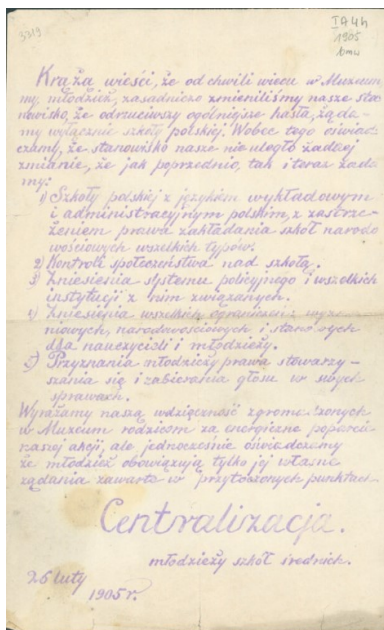 3319
IA4h
1905
bmw
Krążą wieści, że od chwili wiecu w Muzeum
my, młodzież, zasadniczo zmieniliśmy nasze sta
nowisko, że odrzuciwszy ogólniejsze hasła, żąda-
my wyłącznie szkoły polskiej. Wobec tego oświad-
czamy, że stanowisko nasze nie uległo żadnej
zmianie, że jak poprzednio, tak i teraz żąda
my:
1) Szkoły polskiej z językiem wykładowym
i administracyjnym polskim, z zastrze-
żeniem prawa zakładania szkół narodo
wościowych wszelkich typów.
2) Kontroli społeczeństwa nad szkołą.
3) Zniesienia systemu policyjnego i wszelkich
instytucji z nim związanych.
4) Zniesienia wszelkich ograniczeń wyzna-
niowych, narodowościowych i stanowych
dla nauczycieli i młodzieży.
5) Przyznania młodzieży prawa stowarzy-
szania się i zabierania głosu w swych
sprawach.
Wyrażamy naszą wdzięczność zgromadzonych
w Muzeum rodzicom za energiczne poparcie
naszej akcji, ale jednocześnie oświadczamy
że młodzież obowiązują tylko jej własne
żądania zawarte w przytoczonych punktach.
Centralizacja.
młodzieży szkół średnich.
26 luty
1905 r.